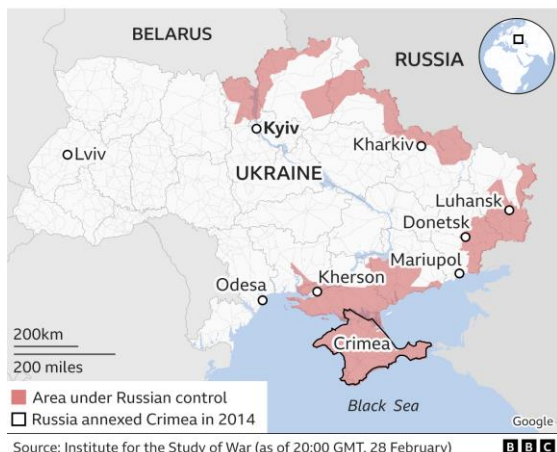 BELARUS
RUSSIA
Kyiv
Lviv
Kharkiv
UKRAINE
Luhansk
Donetsk
Mariupol
Kherson
Odesa
Crimea
200km
200 miles
Black Sea
Area under Russian control
Russia annexed Crimea in 2014
Google
Source: Institute for the Study of War (as of 20:00 GMT, 28 February)
BBC